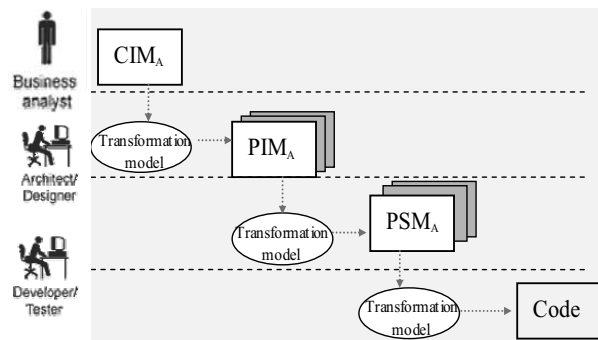 CIMA
Business
analyst
Transformation
model
PIMA
Architect/
Designer
Transformation
model
PSMA
Developer/
Tester
Transformation
model
Code